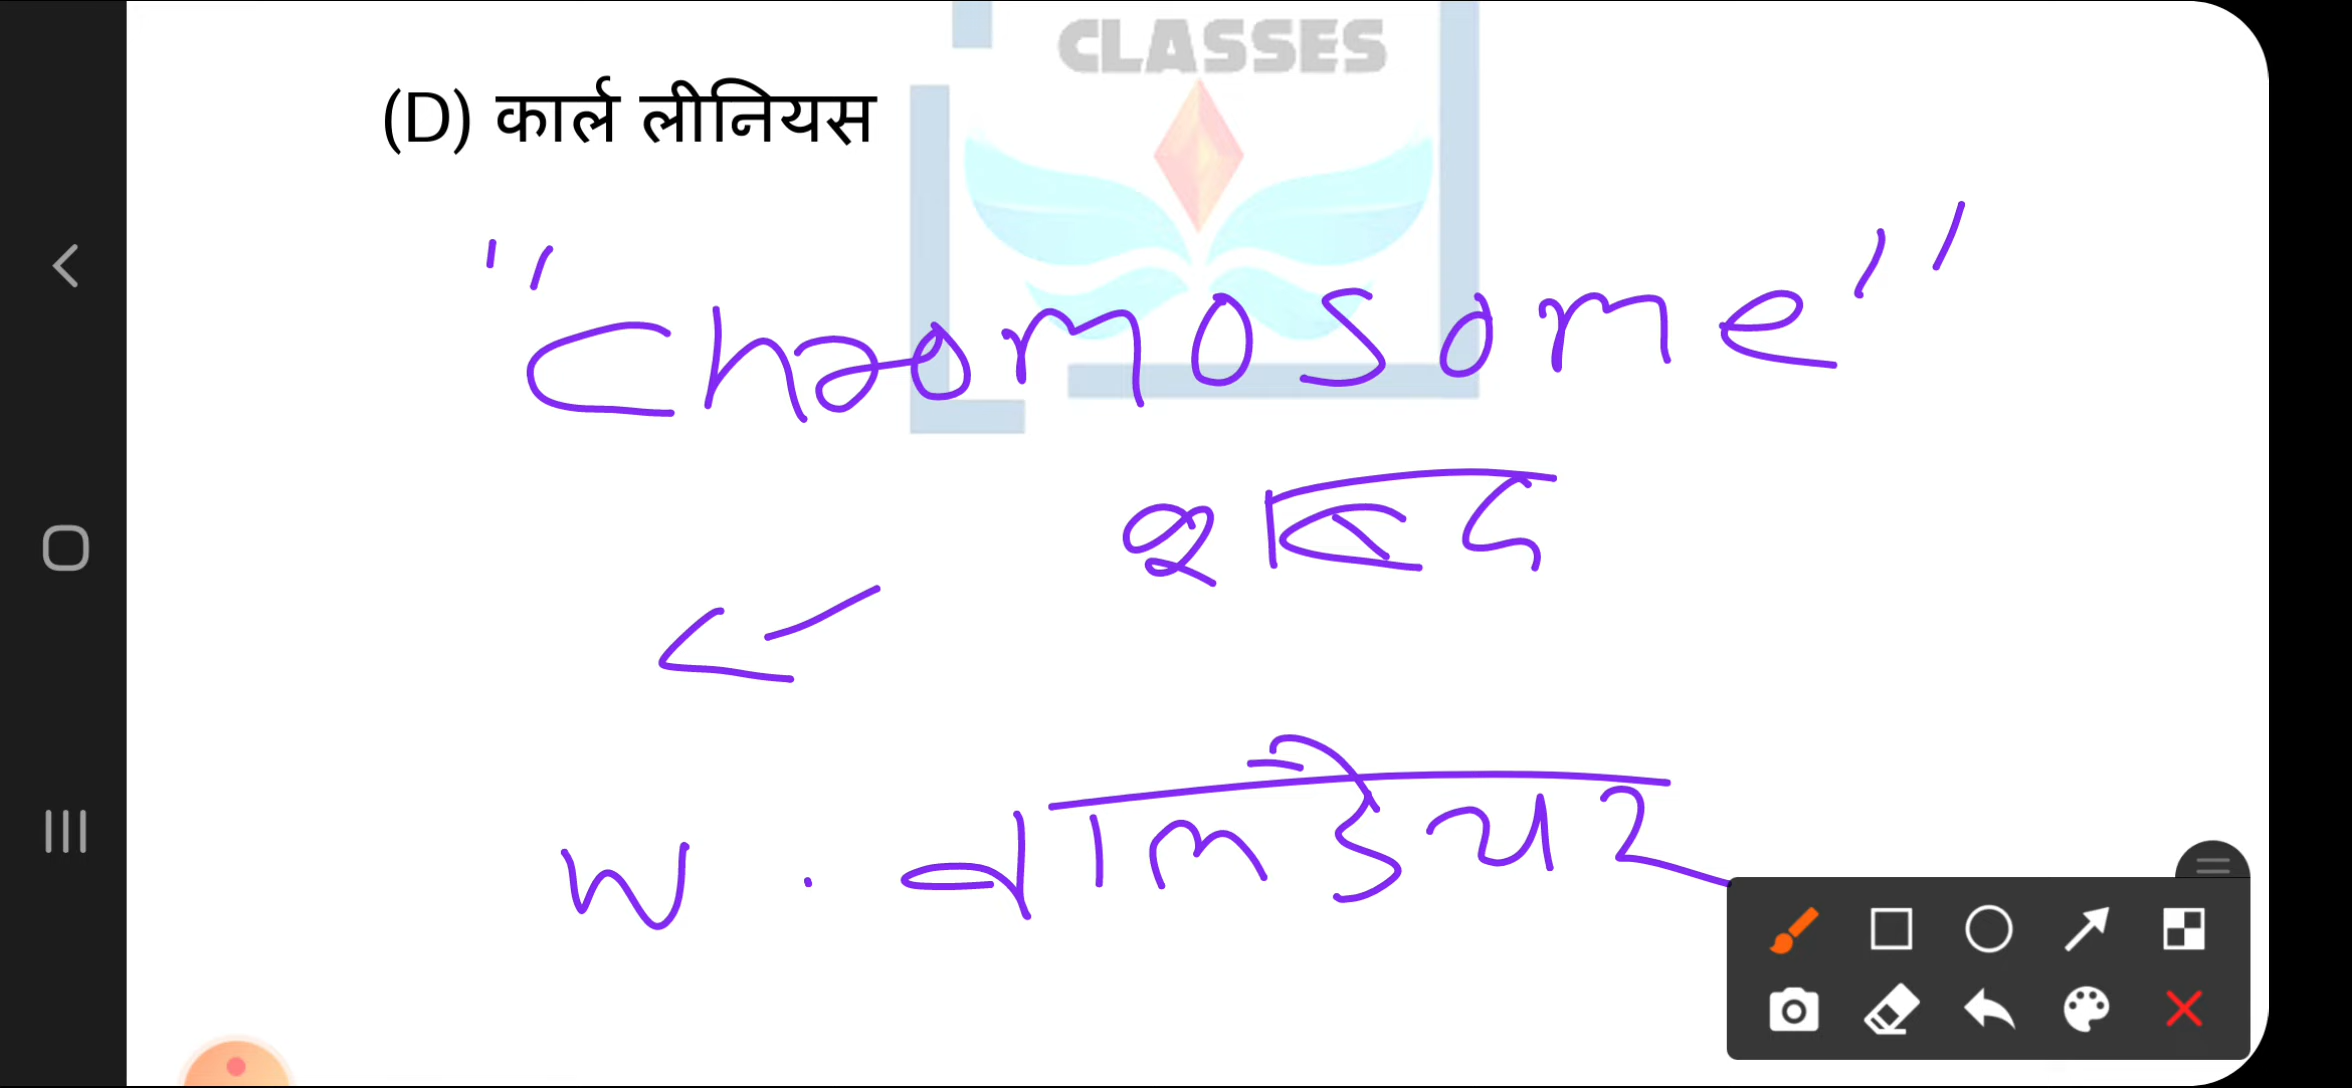 CLASSES
(D) कार्ल लीनियस
"Chromosome"
शब्द
W. वाल्डेयर